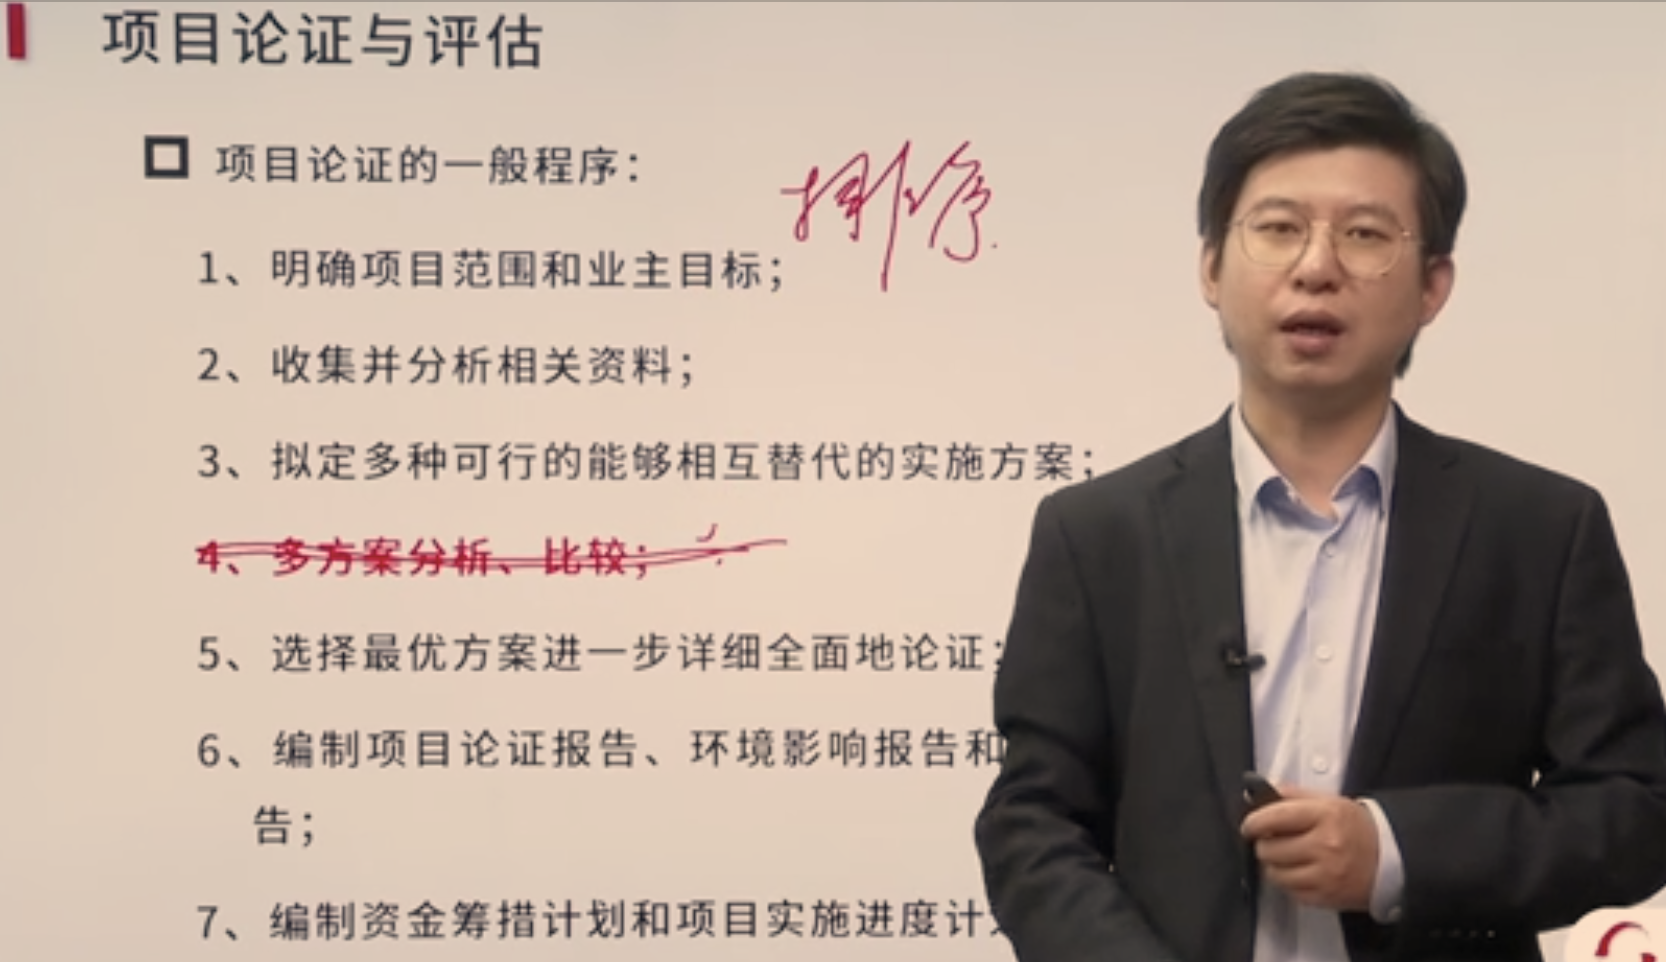 项目论证与评估
项目论证的一般程序：
排序
1、明确项目范围和业主目标；
2、收集并分析相关资料；
3、拟定多种可行的能够相互替代的实施方案；
4、多方案分析、比较；
5、选择最优方案进一步详细全面地论证；
6、编制项目论证报告、环境影响报告和
告；
7、编制资金筹措计划和项目实施进度计